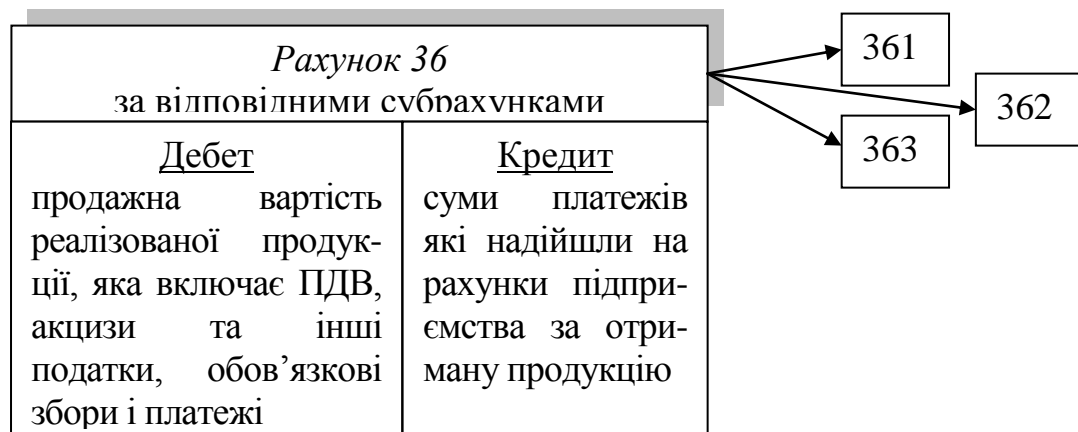 Рахунок 36
за відповідними субрахунками
361
362
363
Дебет
продажна вартість
реалізованої продук-
ції, яка включає ПДВ,
акцизи та інші
податки, обов’язкові
збори і платежі
Кредит
суми платежів
які надійшли на
рахунки підпри-
ємства за отри-
ману продукцію